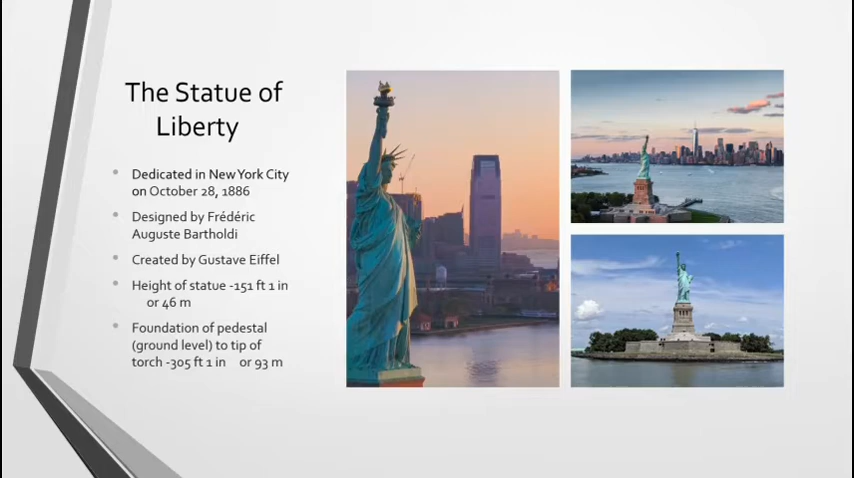 The Statue of
Liberty
Dedicated in New York City
on October 28, 1886
Designed by Frédéric
Auguste Bartholdi
Created by Gustave Eiffel
Height of statue -151 ft 1 in
or 46 m
Foundation of pedestal
(ground level) to tip of
torch -305 ft 1 in or 93 m